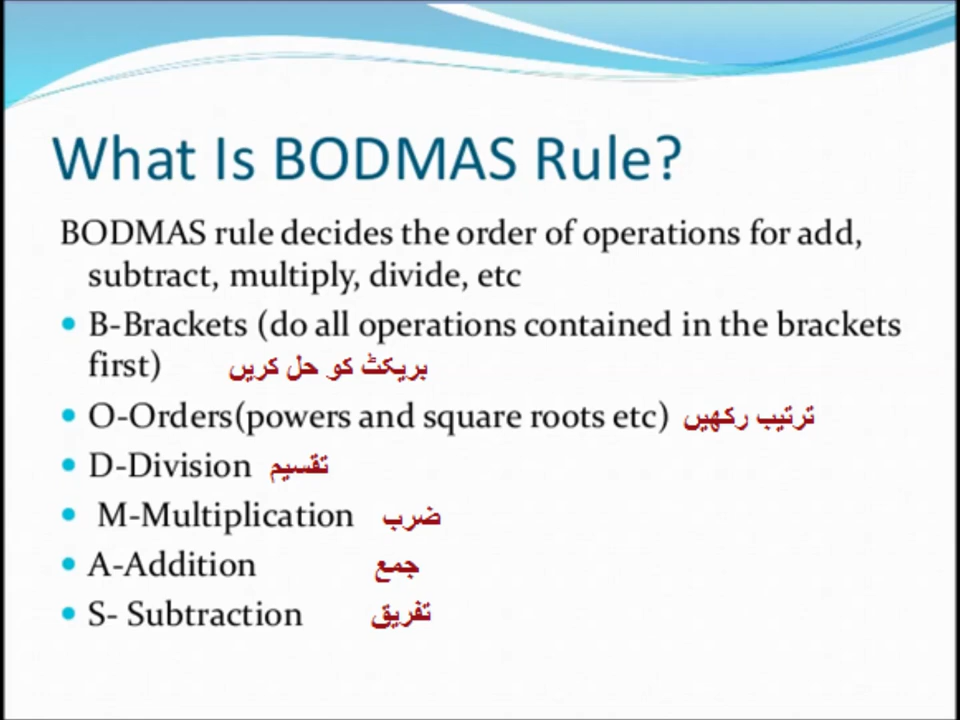 What Is BODMAS Rule?
BODMAS rule decides the order of operations for add,
subtract, multiply, divide, etc
• B-Brackets (do all operations contained in the brackets
first) بریکٹ کو حل کریں
• O-Orders(powers and square roots etc) ترتیب رکھیں
• D-Division تقسیم
• M-Multiplication ضرب
• A-Addition جمع
• S- Subtraction تفریق